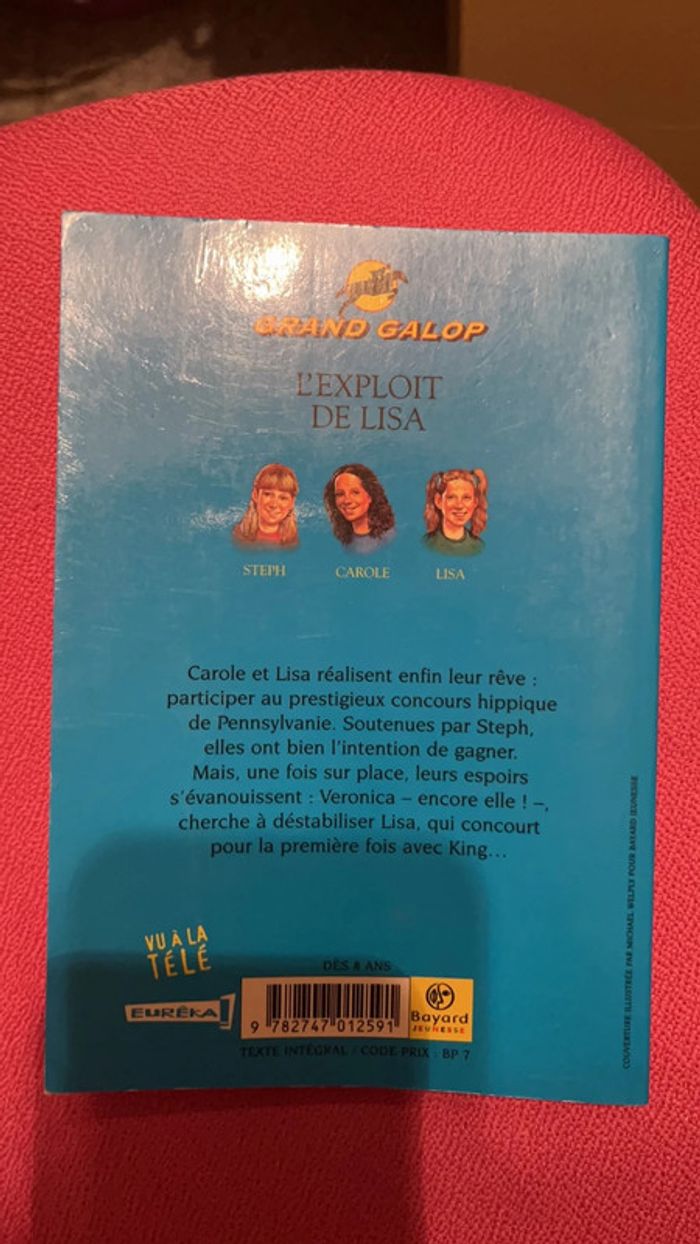 GRAND GALOP
L'EXPLOIT
DE LISA
STEPH
CAROLE
LISA
Carole et Lisa réalisent enfin leur rêve :
participer au prestigieux concours hippique
de Pennsylvanie. Soutenues par Steph,
elles ont bien l'intention de gagner.
Mais, une fois sur place, leurs espoirs
s'évanouissent : Veronica – encore elle ! –,
cherche à déstabiliser Lisa, qui concourt
pour la première fois avec King...
VU À LA
TÉLÉ
EURÊKA!
DÈS 8 ANS
9 782747 012591
Bayard
JEUNESSE
TEXTE INTÉGRAL / CODE PRIX : BP 7
COUVERTURE ILLUSTRÉE PAR MICHAEL WELPLY POUR BAYARD JEUNESSE